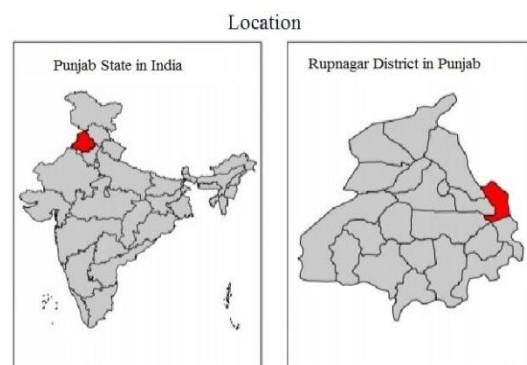 Location
Punjab State in India
Rupnagar District in Punjab